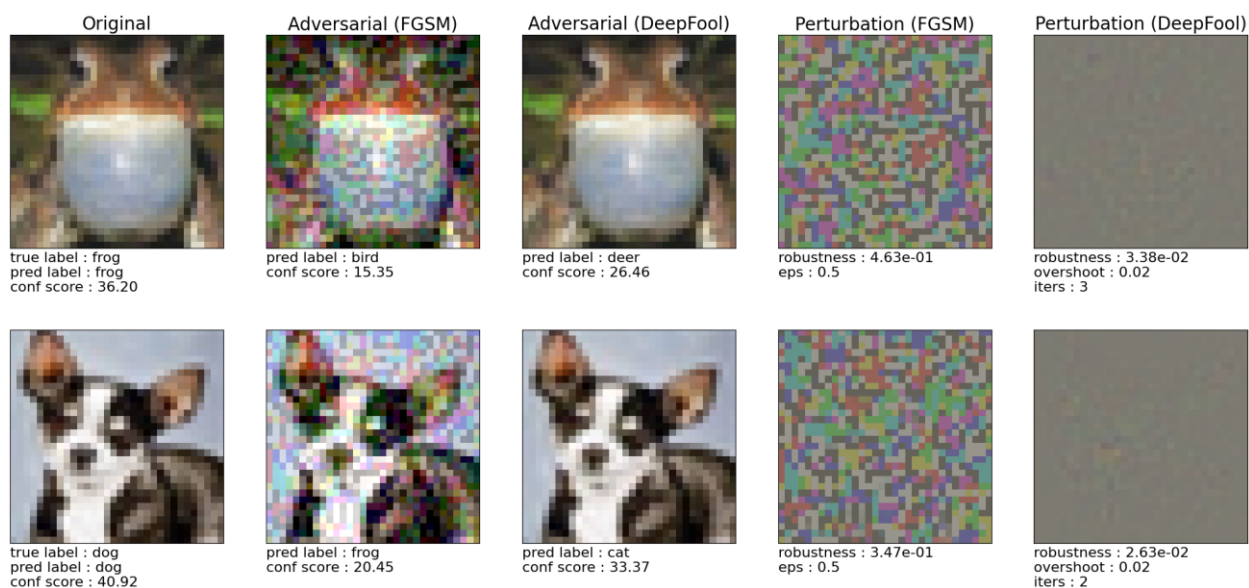 Original
Adversarial (FGSM)
Adversarial (DeepFool)
Perturbation (FGSM)
Perturbation (DeepFool)
true label : frog
pred label : frog
conf score : 36.20
pred label : bird
conf score : 15.35
pred label : deer
conf score : 26.46
robustness : 4.63e-01
eps : 0.5
robustness : 3.38e-02
overshoot : 0.02
iters : 3
true label : dog
pred label : dog
conf score : 40.92
pred label : frog
conf score : 20.45
pred label : cat
conf score : 33.37
robustness : 3.47e-01
eps : 0.5
robustness : 2.63e-02
overshoot : 0.02
iters : 2